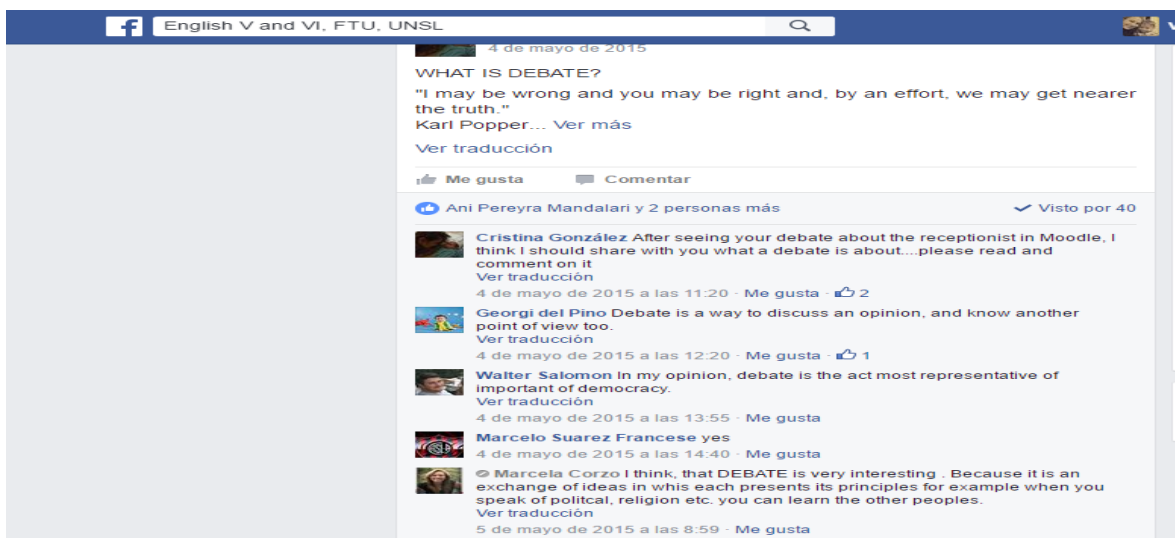 f English V and VI, FTU, UNSL
4 de mayo de 2015
WHAT IS DEBATE?
"I may be wrong and you may be right and, by an effort, we may get nearer
the truth."
Karl Popper... Ver más
Ver traducción
Me gusta Comentar
Ani Pereyra Mandalari y 2 personas más Visto por 40
Cristina González After seeing your debate about the receptionist in Moodle, I
think I should share with you what a debate is about....please read and
comment on it
Ver traducción
4 de mayo de 2015 a las 11:20 · Me gusta · 2
Georgi del Pino Debate is a way to discuss an opinion, and know another
point of view too.
Ver traducción
4 de mayo de 2015 a las 12:20 · Me gusta · 1
Walter Salomon In my opinion, debate is the act most representative of
important of democracy.
Ver traducción
4 de mayo de 2015 a las 13:55 · Me gusta
Marcelo Suarez Francese yes
4 de mayo de 2015 a las 14:40 · Me gusta
Marcela Corzo I think, that DEBATE is very interesting . Because it is an
exchange of ideas in whis each presents its principles for example when you
speak of politcal, religion etc. you can learn the other peoples.
Ver traducción
5 de mayo de 2015 a las 8:59 · Me gusta